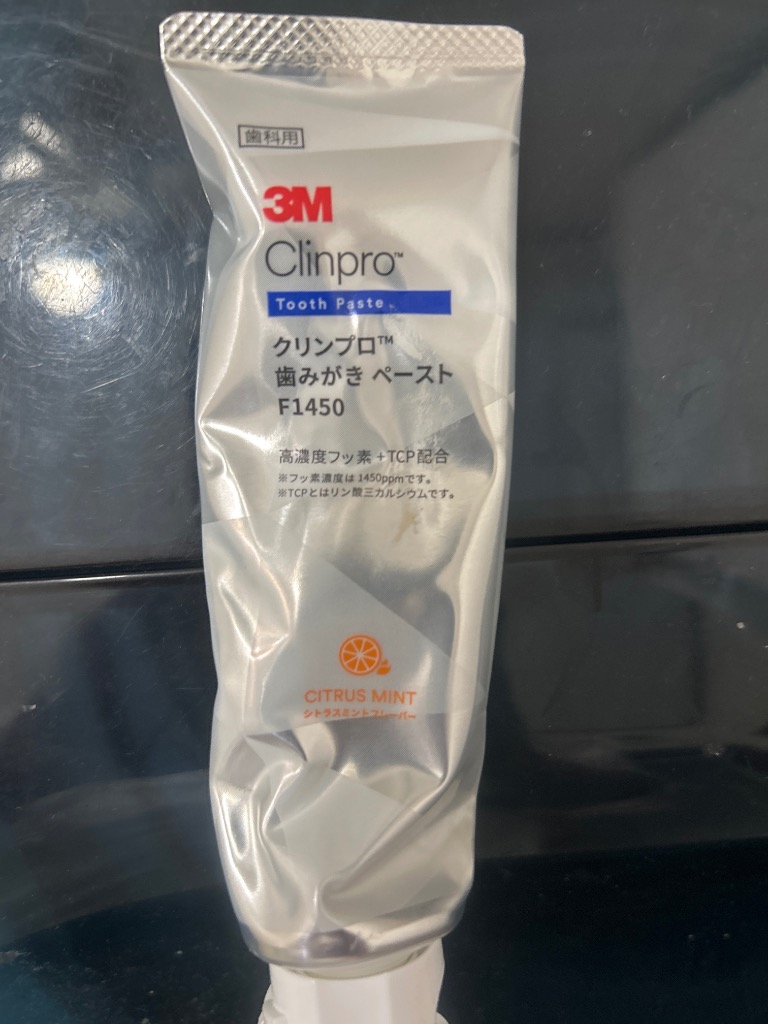 歯科用
3M
Clinpro™
Tooth Paste
クリンプロ™
歯みがき ペースト
F1450
高濃度フッ素 +TCP配合
※フッ素濃度は1450ppmです。
※TCPとはリン酸三カルシウムです。
CITRUS MINT
シトラスミントフレーバー